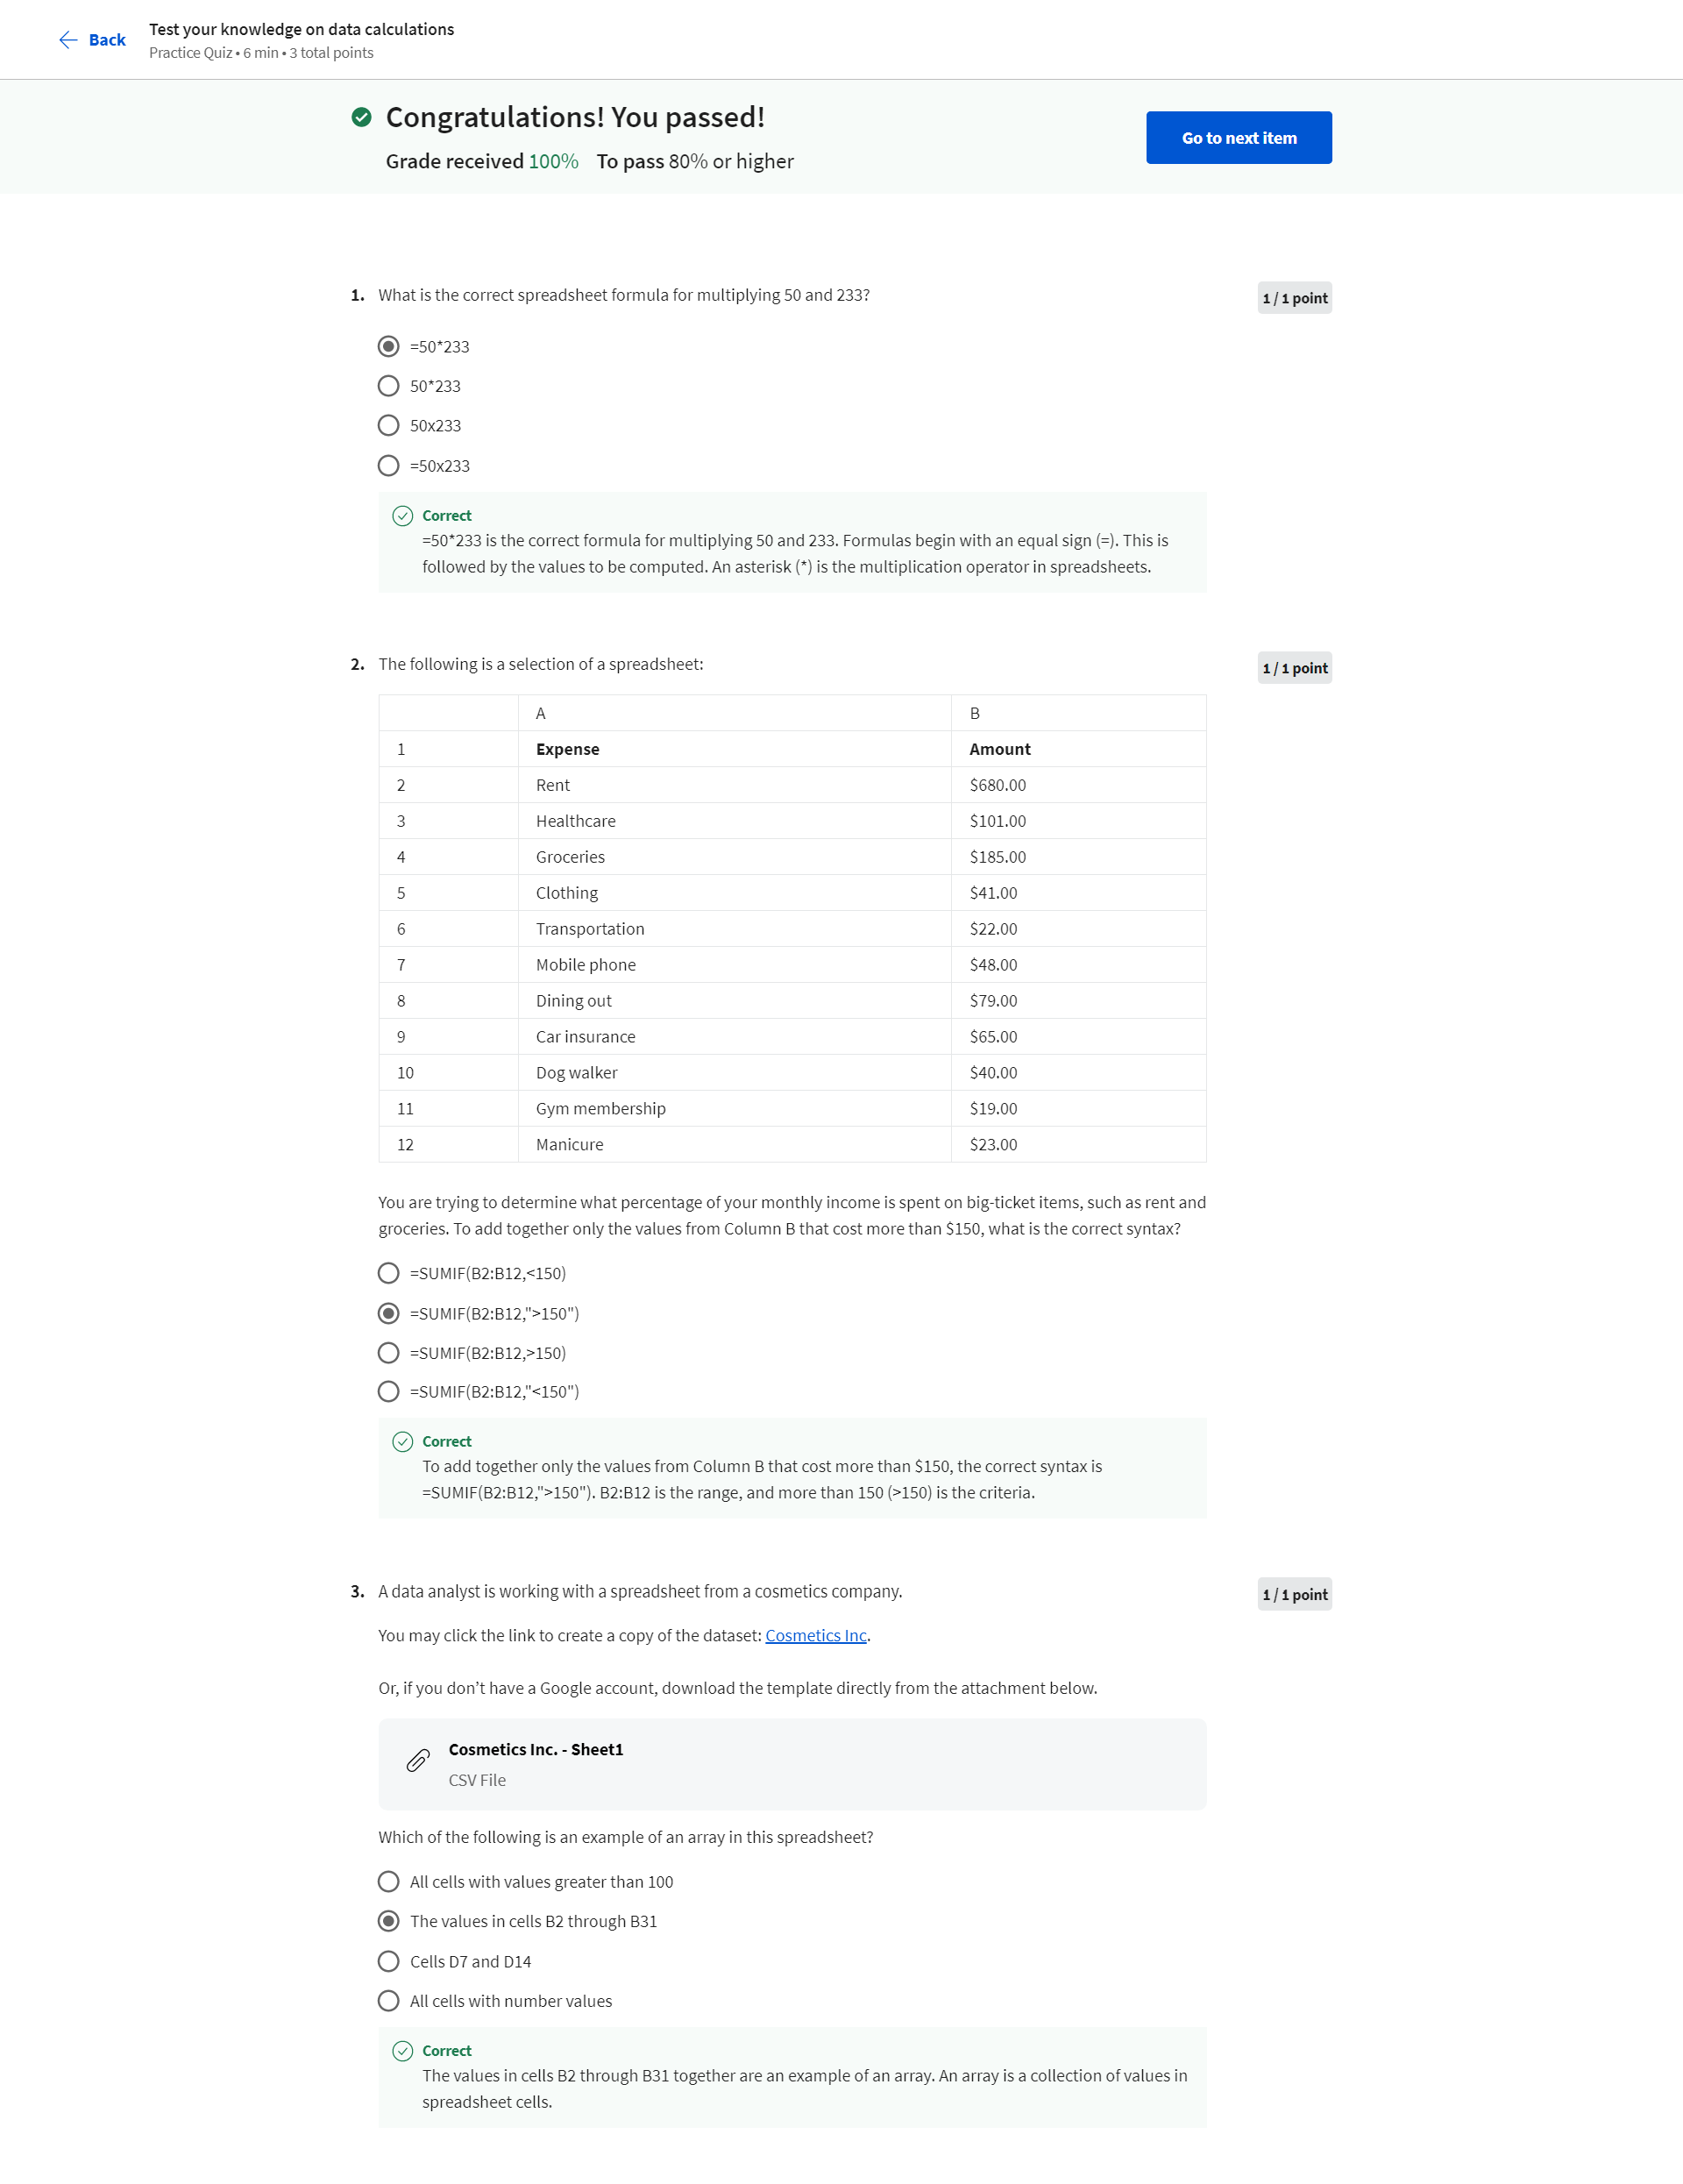 Back
Test your knowledge on data calculations
Practice Quiz • 6 min • 3 total points
Congratulations! You passed!
Grade received 100% To pass 80% or higher
Go to next item
1. What is the correct spreadsheet formula for multiplying 50 and 233?
1 / 1 point
=50*233
50*233
50x233
=50x233
Correct
=50*233 is the correct formula for multiplying 50 and 233. Formulas begin with an equal sign (=). This is
followed by the values to be computed. An asterisk (*) is the multiplication operator in spreadsheets.
2. The following is a selection of a spreadsheet:
1 / 1 point
A B
1 Expense Amount
2 Rent $680.00
3 Healthcare $101.00
4 Groceries $185.00
5 Clothing $41.00
6 Transportation $22.00
7 Mobile phone $48.00
8 Dining out $79.00
9 Car insurance $65.00
10 Dog walker $40.00
11 Gym membership $19.00
12 Manicure $23.00
You are trying to determine what percentage of your monthly income is spent on big-ticket items, such as rent and
groceries. To add together only the values from Column B that cost more than $150, what is the correct syntax?
=SUMIF(B2:B12,<150)
=SUMIF(B2:B12,">150")
=SUMIF(B2:B12,>150)
=SUMIF(B2:B12,"<150")
Correct
To add together only the values from Column B that cost more than $150, the correct syntax is
=SUMIF(B2:B12,">150"). B2:B12 is the range, and more than 150 (>150) is the criteria.
3. A data analyst is working with a spreadsheet from a cosmetics company.
1 / 1 point
You may click the link to create a copy of the dataset: Cosmetics Inc.
Or, if you don’t have a Google account, download the template directly from the attachment below.
Cosmetics Inc. - Sheet1
CSV File
Which of the following is an example of an array in this spreadsheet?
All cells with values greater than 100
The values in cells B2 through B31
Cells D7 and D14
All cells with number values
Correct
The values in cells B2 through B31 together are an example of an array. An array is a collection of values in
spreadsheet cells.